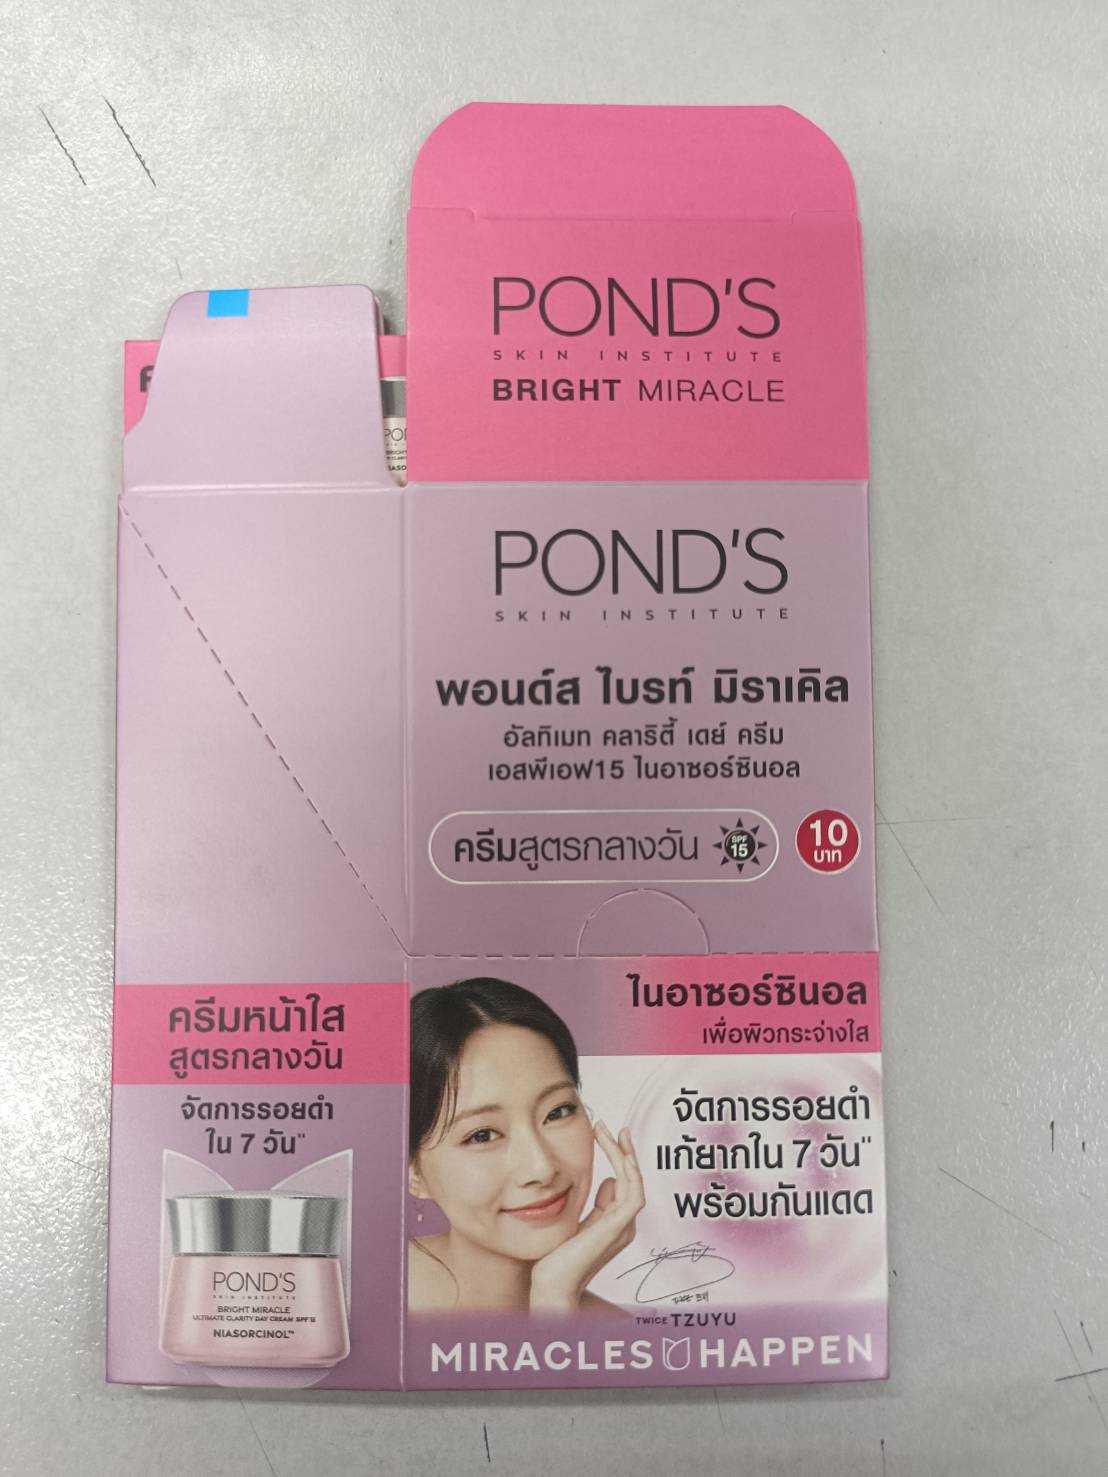 POND'S
SKIN INSTITUTE
BRIGHT MIRACLE
POND'S
SKIN INSTITUTE
พอนด์ส ไบรท์ มิราเคิล
อัลทิเมท คลาริตี้ เดย์ ครีม
เอสพีเอฟ15 ไนอาซอร์ซินอล
ครีมสูตรกลางวัน SPF 15
10 บาท
ครีมหน้าใส
สูตรกลางวัน
จัดการรอยดำ
ใน 7 วัน¨
POND'S
SKIN INSTITUTE
BRIGHT MIRACLE
ULTIMATE CLARITY DAY CREAM SPF 15
NIASORCINOL™
ไนอาซอร์ซินอล
เพื่อผิวกระจ่างใส
จัดการรอยดำ
แก้ยากใน 7 วัน¨
พร้อมกันแดด
TWICE TZUYU
MIRACLES HAPPEN